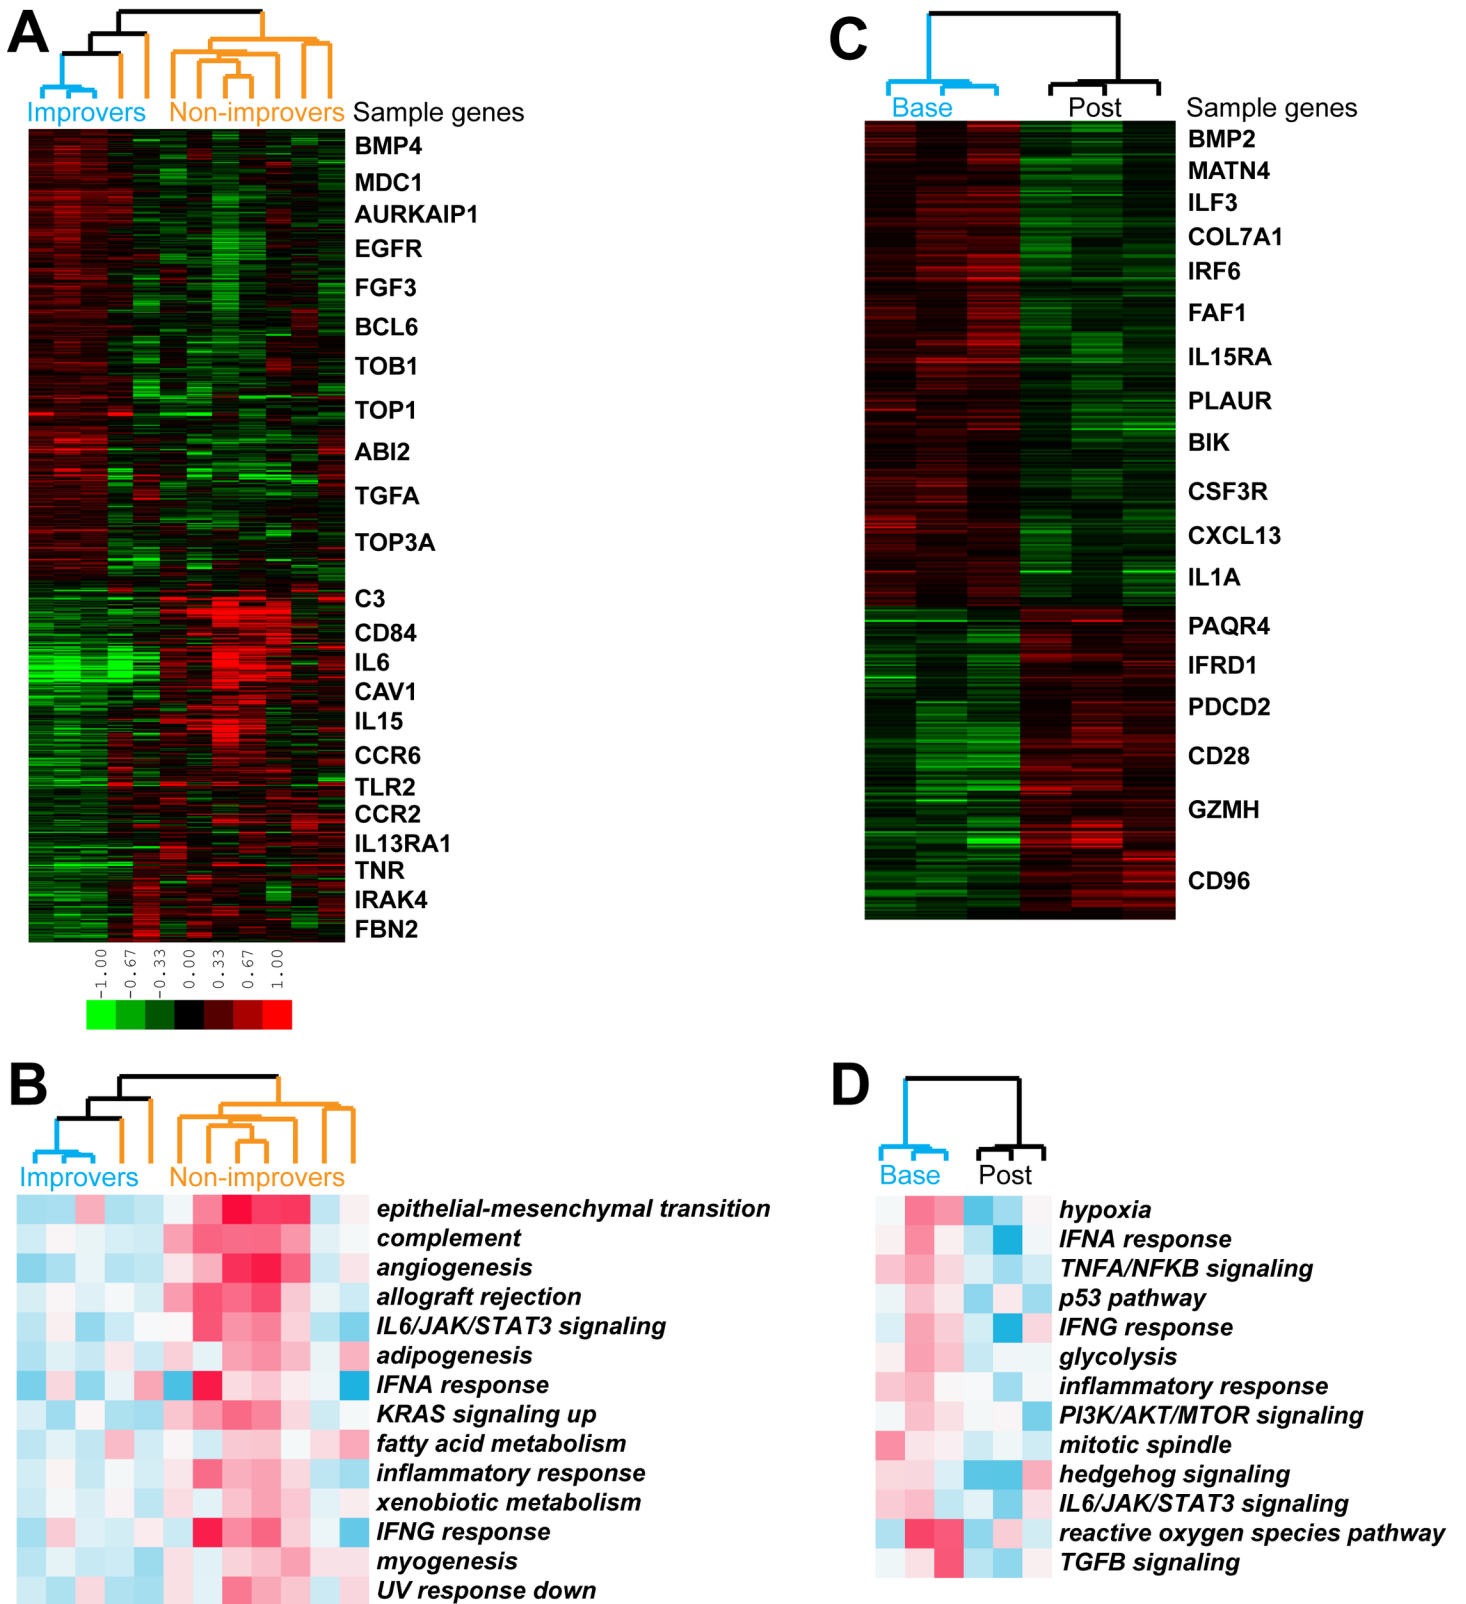 A
Improvers
Non-improvers
Sample genes
BMP4
MDC1
AURKAIP1
EGFR
FGF3
BCL6
TOB1
TOP1
ABI2
TGFA
TOP3A
C3
CD84
IL6
CAV1
IL15
CCR6
TLR2
CCR2
IL13RA1
TNR
IRAK4
FBN2
-1.00
-0.67
-0.33
0.00
0.33
0.67
1.00
C
Base
Post
Sample genes
BMP2
MATN4
ILF3
COL7A1
IRF6
FAF1
IL15RA
PLAUR
BIK
CSF3R
CXCL13
IL1A
PAQR4
IFRD1
PDCD2
CD28
GZMH
CD96
B
Improvers
Non-improvers
epithelial-mesenchymal transition
complement
angiogenesis
allograft rejection
IL6/JAK/STAT3 signaling
adipogenesis
IFNA response
KRAS signaling up
fatty acid metabolism
inflammatory response
xenobiotic metabolism
IFNG response
myogenesis
UV response down
D
Base
Post
hypoxia
IFNA response
TNFA/NFKB signaling
p53 pathway
IFNG response
glycolysis
inflammatory response
PI3K/AKT/MTOR signaling
mitotic spindle
hedgehog signaling
IL6/JAK/STAT3 signaling
reactive oxygen species pathway
TGFB signaling